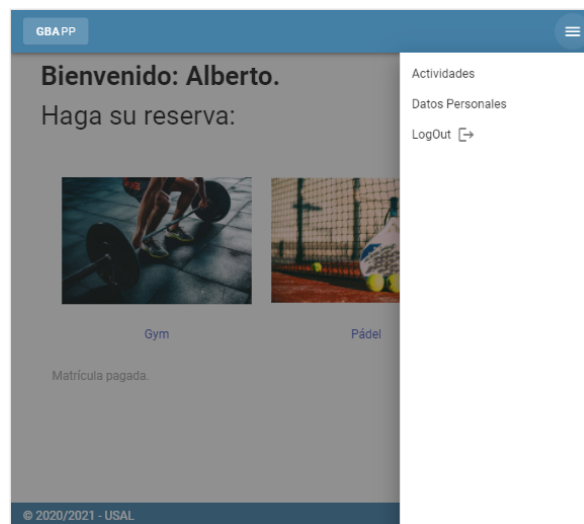 GBAPP
Bienvenido: Alberto.
Haga su reserva:
Gym
Pádel
Matrícula pagada.
© 2020/2021 - USAL
Actividades
Datos Personales
LogOut